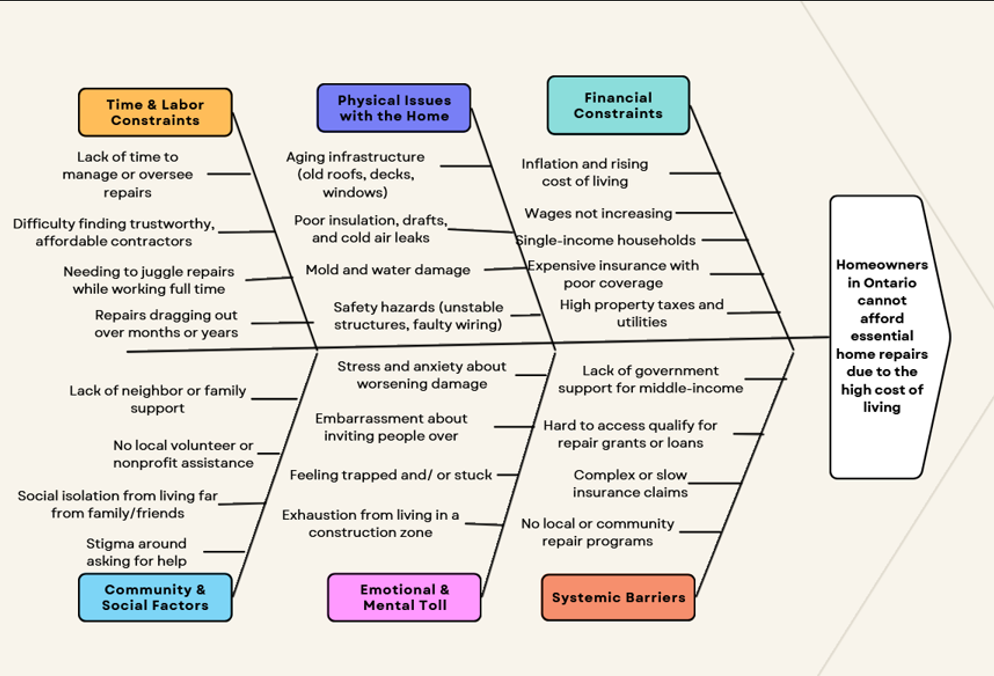 Time & Labor
Constraints
Lack of time to
manage or oversee
repairs
Difficulty finding trustworthy,
affordable contractors
Needing to juggle repairs
while working full time
Repairs dragging out
over months or years
Physical Issues
with the Home
Aging infrastructure
(old roofs, decks,
windows)
Poor insulation, drafts,
and cold air leaks
Mold and water damage
Safety hazards (unstable
structures, faulty wiring)
Financial
Constraints
Inflation and rising
cost of living
Wages not increasing
Single-income households
Expensive insurance with
poor coverage
High property taxes and
utilities
Homeowners
in Ontario
cannot
afford
essential
home repairs
due to the
high cost of
living
Lack of neighbor or family
support
No local volunteer or
nonprofit assistance
Social isolation from living far
from family/friends
Stigma around
asking for help
Community &
Social Factors
Stress and anxiety about
worsening damage
Embarrassment about
inviting people over
Feeling trapped and/ or stuck
Exhaustion from living in a
construction zone
Emotional &
Mental Toll
Lack of government
support for middle-income
Hard to access qualify for
repair grants or loans
Complex or slow
insurance claims
No local or community
repair programs
Systemic Barriers